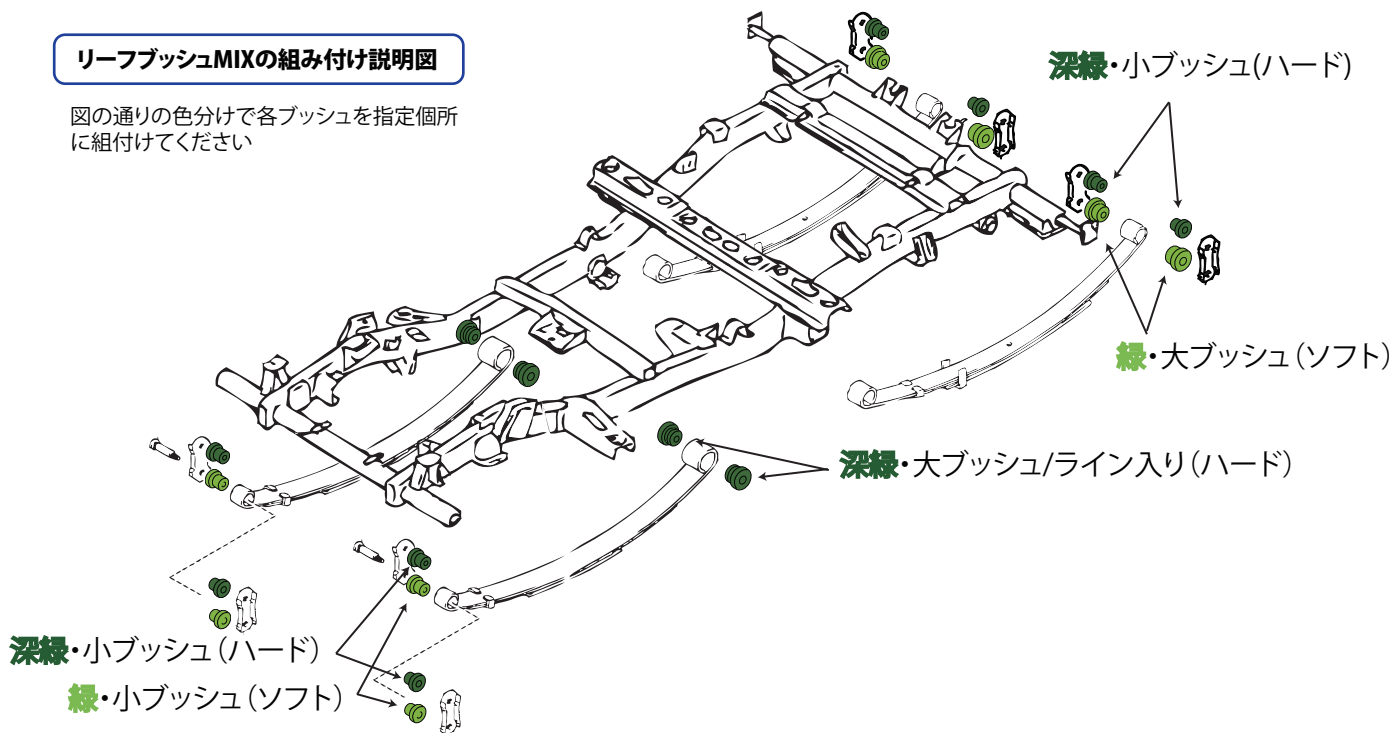 リーフブッシュMIXの組み付け説明図
図の通りの色分けで各ブッシュを指定個所
に組付けてください
深緑・小ブッシュ(ハード)
緑・大ブッシュ（ソフト）
深緑・大ブッシュ/ライン入り（ハード）
深緑・小ブッシュ（ハード）
緑・小ブッシュ（ソフト）